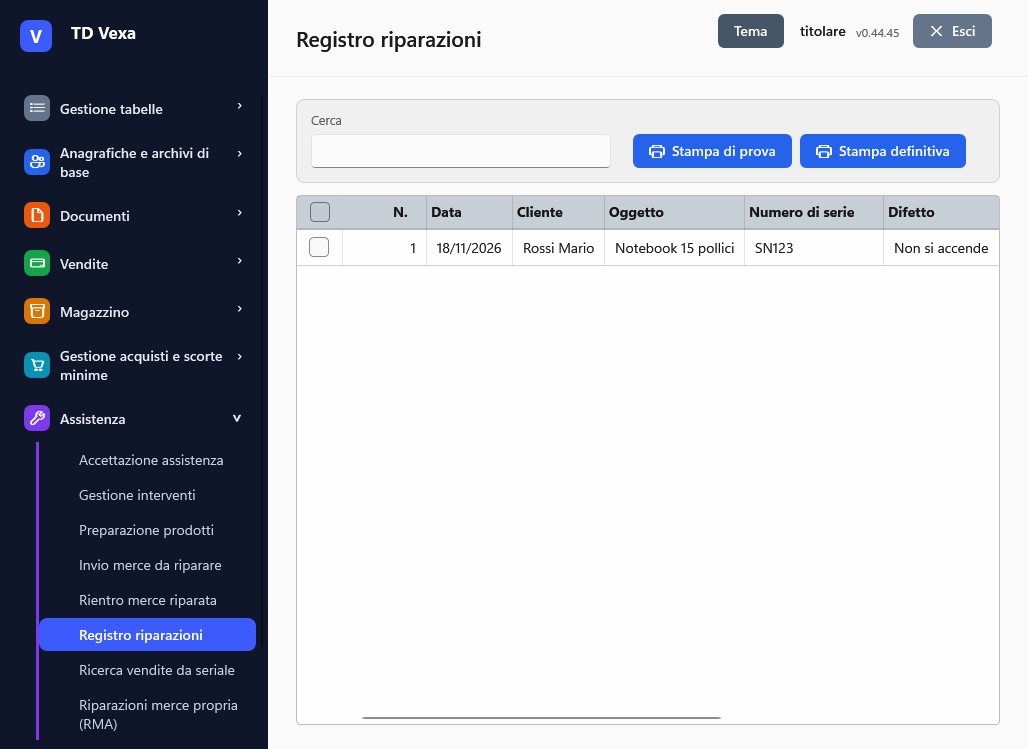 V
TD Vexa
Gestione tabelle
Anagrafiche e archivi di
base
Documenti
Vendite
Magazzino
Gestione acquisti e scorte
minime
Assistenza
Accettazione assistenza
Gestione interventi
Preparazione prodotti
Invio merce da riparare
Rientro merce riparata
Registro riparazioni
Ricerca vendite da seriale
Riparazioni merce propria
(RMA)
Registro riparazioni
Tema titolare v0.44.45 Esci
Cerca
Stampa di prova Stampa definitiva
N. Data Cliente Oggetto Numero di serie Difetto
1 18/11/2026 Rossi Mario Notebook 15 pollici SN123 Non si accende